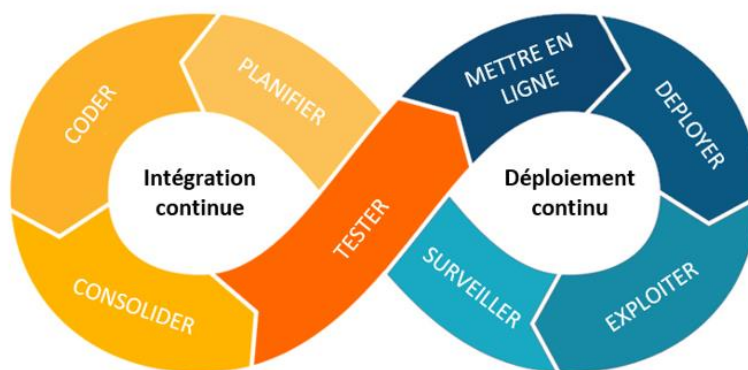 PLANIFIER
CODER
CONSOLIDER
TESTER
METTRE EN
LIGNE
DEPLOYER
EXPLOITER
SURVEILLER
Intégration
continue
Déploiement
continu